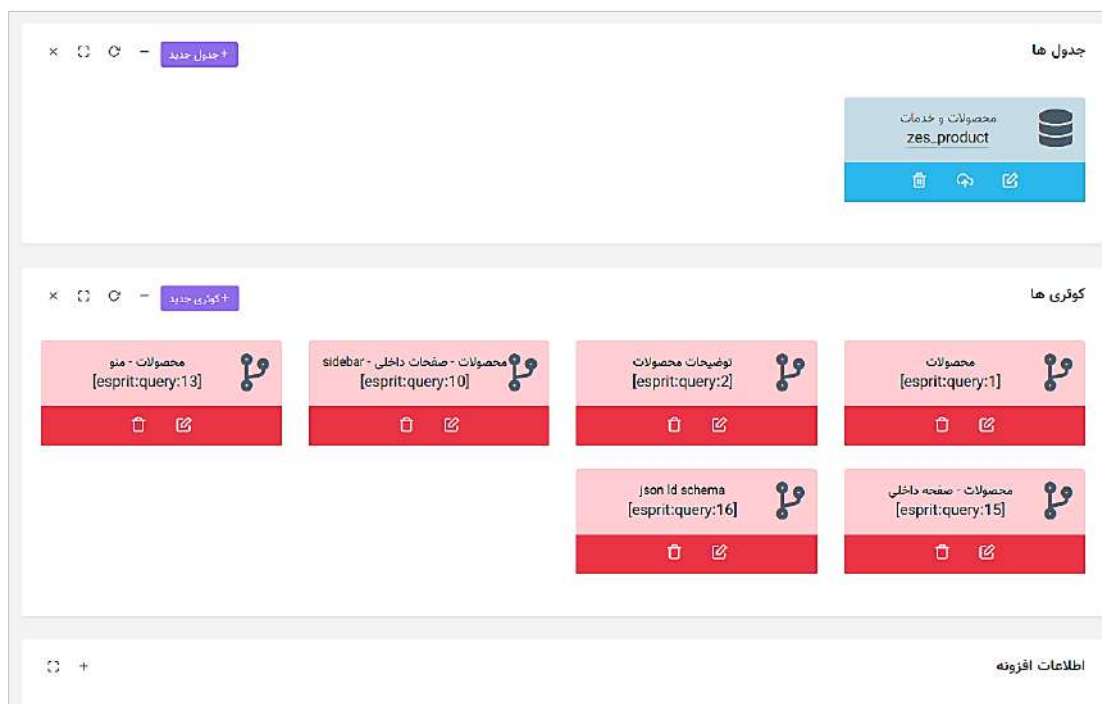 جدول ها
+جدول جدید
محصولات و خدمات
zes_product
کوئری ها
+کوئری جدید
محصولات
[esprit:query:1]
توضیحات محصولات
[esprit:query:2]
محصولات - صفحات داخلی - sidebar
[esprit:query:10]
محصولات - منو
[esprit:query:13]
محصولات - صفحه داخلی
[esprit:query:15]
json ld schema
[esprit:query:16]
اطلاعات افزونه